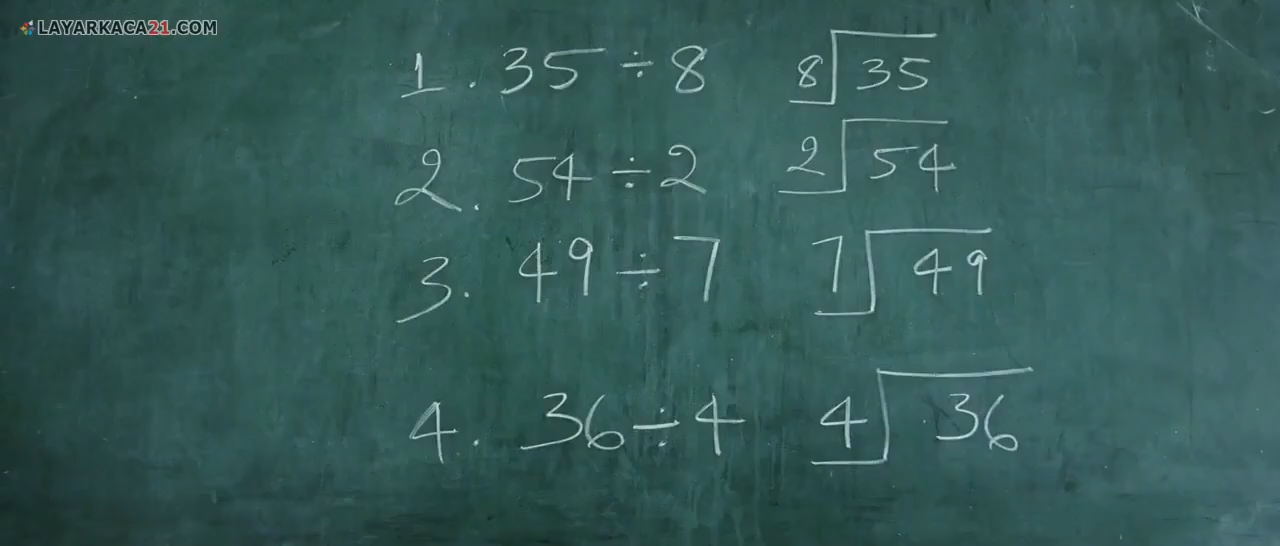 LAYARKACA21.COM
1. 35 ÷ 8 8 35
2. 54 ÷ 2 2 54
3. 49 ÷ 7 7 49
4. 36 ÷ 4 4 36